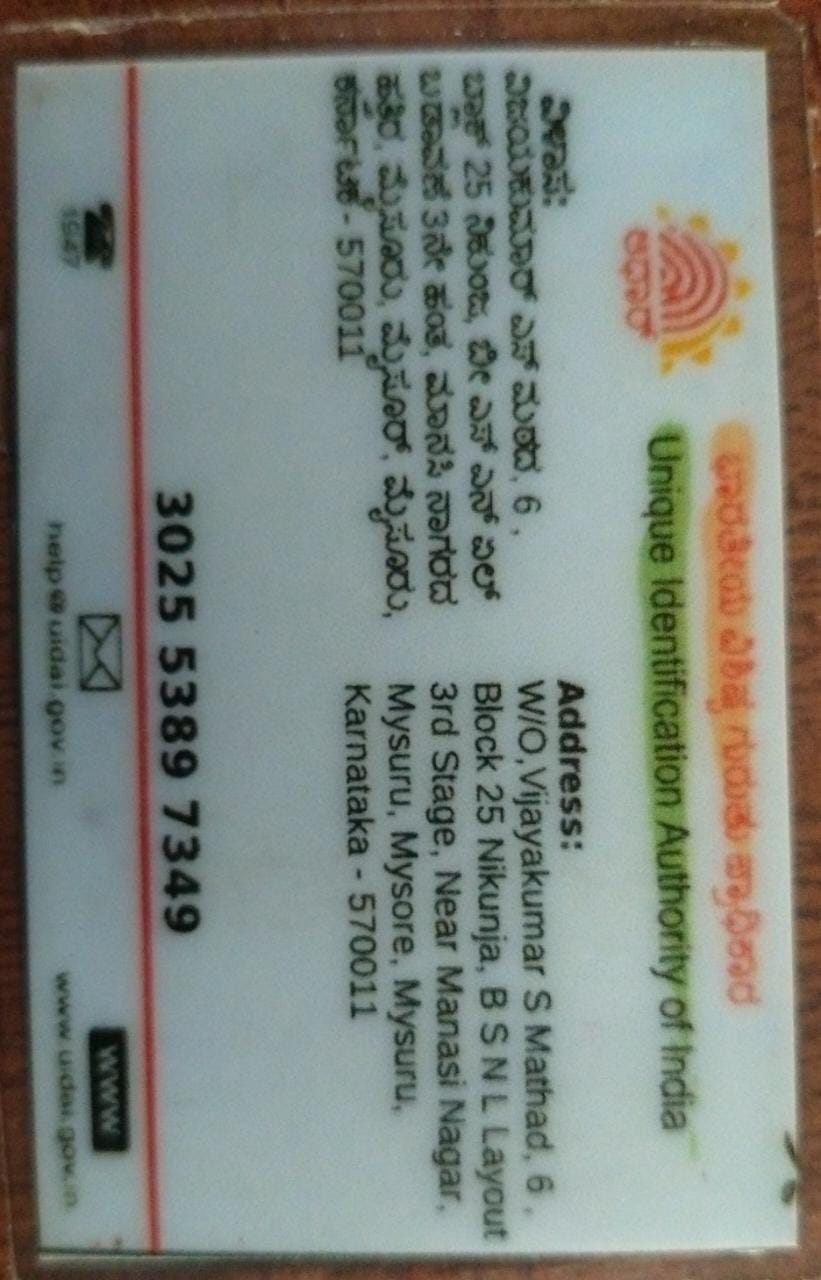 ಭಾರತೀಯ ವಿಶಿಷ್ಟ ಗುರುತು ಪ್ರಾಧಿಕಾರ
Unique Identification Authority of India
ಆಧಾರ್
ವಿಳಾಸ:
ವಿಜಯಕುಮಾರ್ ಎಸ್ ಮಠದ, 6 ,
ಬ್ಲಾಕ್ 25 ನಿಕುಂಜ, ಬೀ ಎಸ್ ಎನ್ ಎಲ್
ಬಡಾವಣೆ 3ನೇ ಹಂತ, ಮಾನಸಿ ನಾಗರದ
ಹತ್ತಿರ, ಮೈಸೂರು, ಮೈಸೂರ್, ಮೈಸೂರು,
ಕರ್ನಾಟಕ - 570011
Address:
W/O,Vijayakumar S Mathad, 6 ,
Block 25 Nikunja, B S N L Layout
3rd Stage, Near Manasi Nagar,
Mysuru, Mysore, Mysuru,
Karnataka - 570011
3025 5389 7349
1947
help@uidai.gov.in
www
www.uidai.gov.in